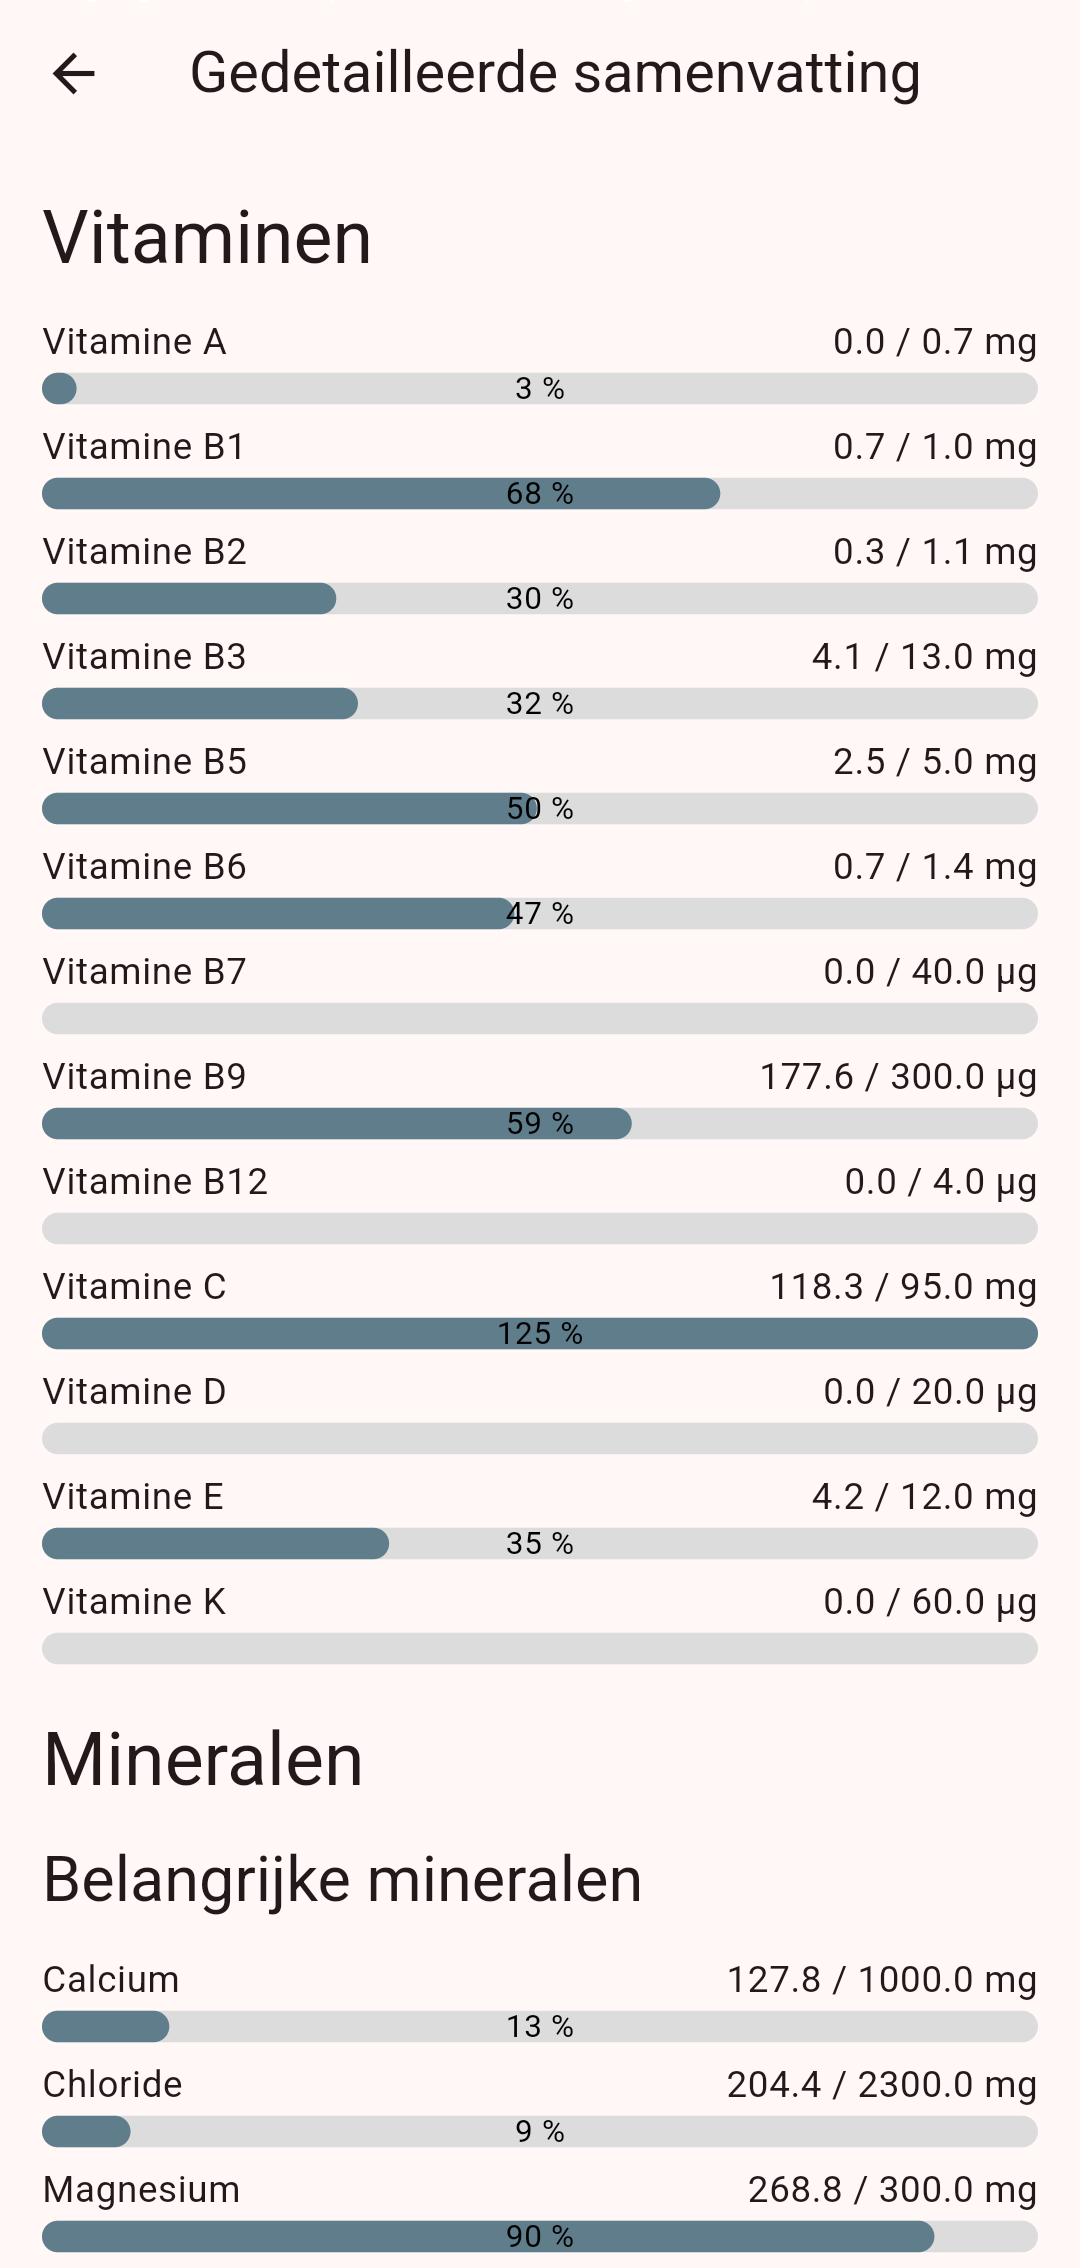 Gedetailleerde samenvatting
Vitaminen
Vitamine A 0.0 / 0.7 mg
3 %
Vitamine B1 0.7 / 1.0 mg
68 %
Vitamine B2 0.3 / 1.1 mg
30 %
Vitamine B3 4.1 / 13.0 mg
32 %
Vitamine B5 2.5 / 5.0 mg
50 %
Vitamine B6 0.7 / 1.4 mg
47 %
Vitamine B7 0.0 / 40.0 µg
Vitamine B9 177.6 / 300.0 µg
59 %
Vitamine B12 0.0 / 4.0 µg
Vitamine C 118.3 / 95.0 mg
125 %
Vitamine D 0.0 / 20.0 µg
Vitamine E 4.2 / 12.0 mg
35 %
Vitamine K 0.0 / 60.0 µg
Mineralen
Belangrijke mineralen
Calcium 127.8 / 1000.0 mg
13 %
Chloride 204.4 / 2300.0 mg
9 %
Magnesium 268.8 / 300.0 mg
90 %